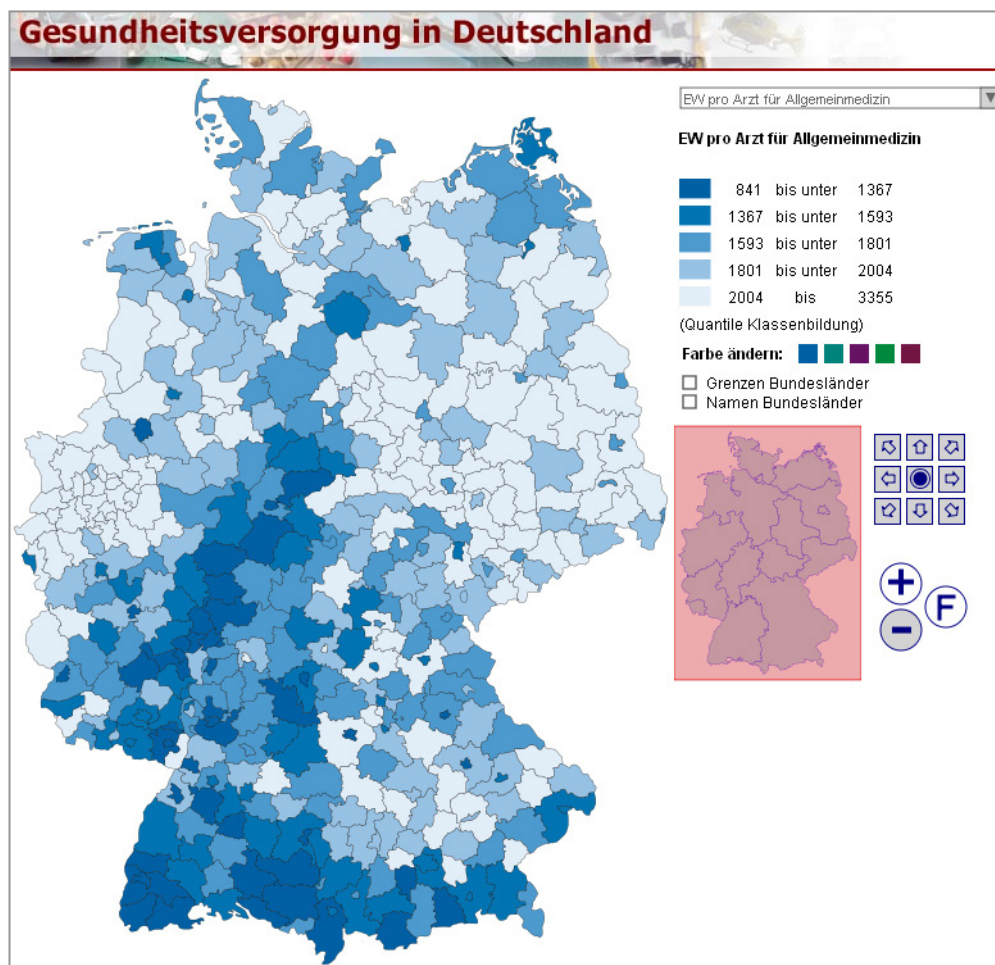 Gesundheitsversorgung in Deutschland
EW pro Arzt für Allgemeinmedizin
EW pro Arzt für Allgemeinmedizin
841 bis unter 1367
1367 bis unter 1593
1593 bis unter 1801
1801 bis unter 2004
2004 bis 3355
(Quantile Klassenbildung)
Farbe ändern:
Grenzen Bundesländer
Namen Bundesländer
F